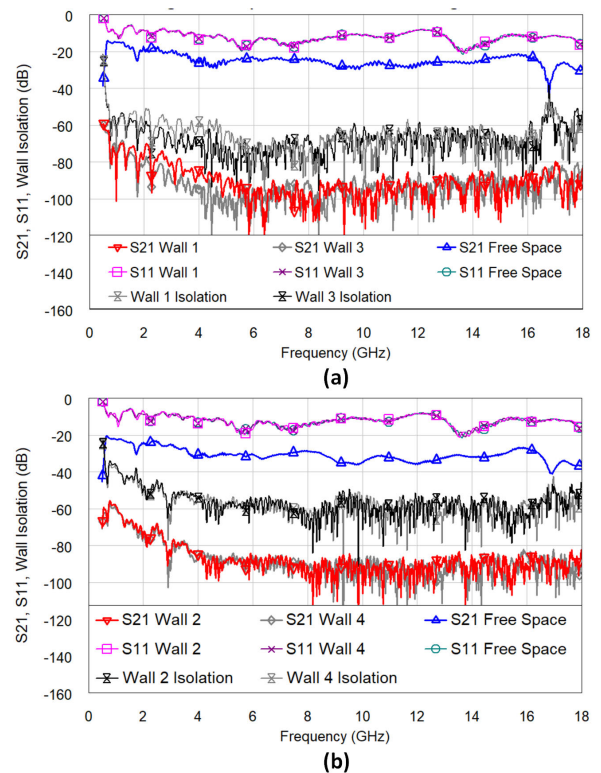 0
-20
-40
-60
-80
-100
-120
-140
-160
S21, S11, Wall Isolation (dB)
S21 Wall 1 S21 Wall 3 S21 Free Space
S11 Wall 1 S11 Wall 3 S11 Free Space
Wall 1 Isolation Wall 3 Isolation
0 2 4 6 8 10 12 14 16 18
Frequency (GHz)
(a)
0
-20
-40
-60
-80
-100
-120
-140
-160
S21, S11, Wall Isolation (dB)
S21 Wall 2 S21 Wall 4 S21 Free Space
S11 Wall 2 S11 Wall 4 S11 Free Space
Wall 2 Isolation Wall 4 Isolation
0 2 4 6 8 10 12 14 16 18
Frequency (GHz)
(b)